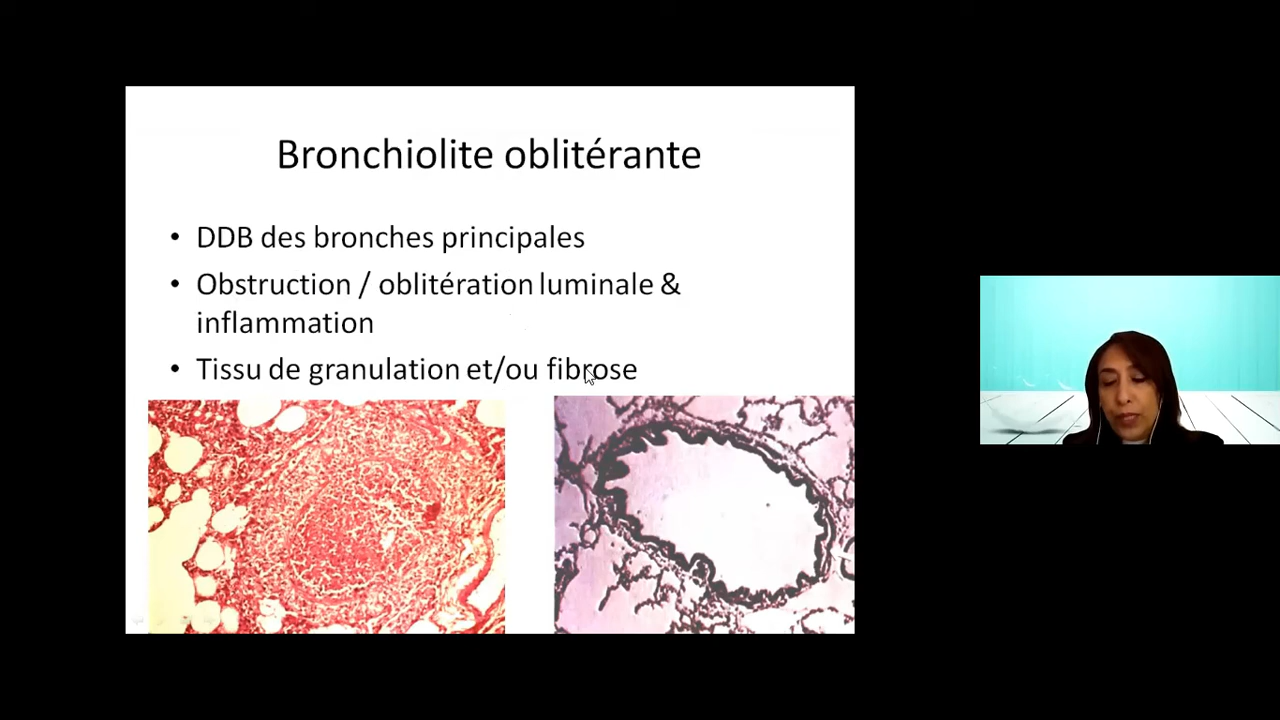 Bronchiolite oblitérante
• DDB des bronches principales
• Obstruction / oblitération luminale &
inflammation
• Tissu de granulation et/ou fibrose